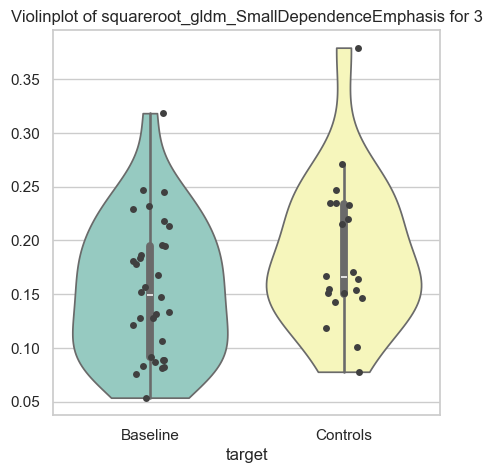 Violinplot of squareroot_gldm_SmallDependenceEmphasis for 3
0.35
0.30
0.25
0.20
0.15
0.10
0.05
Baseline
Controls
target